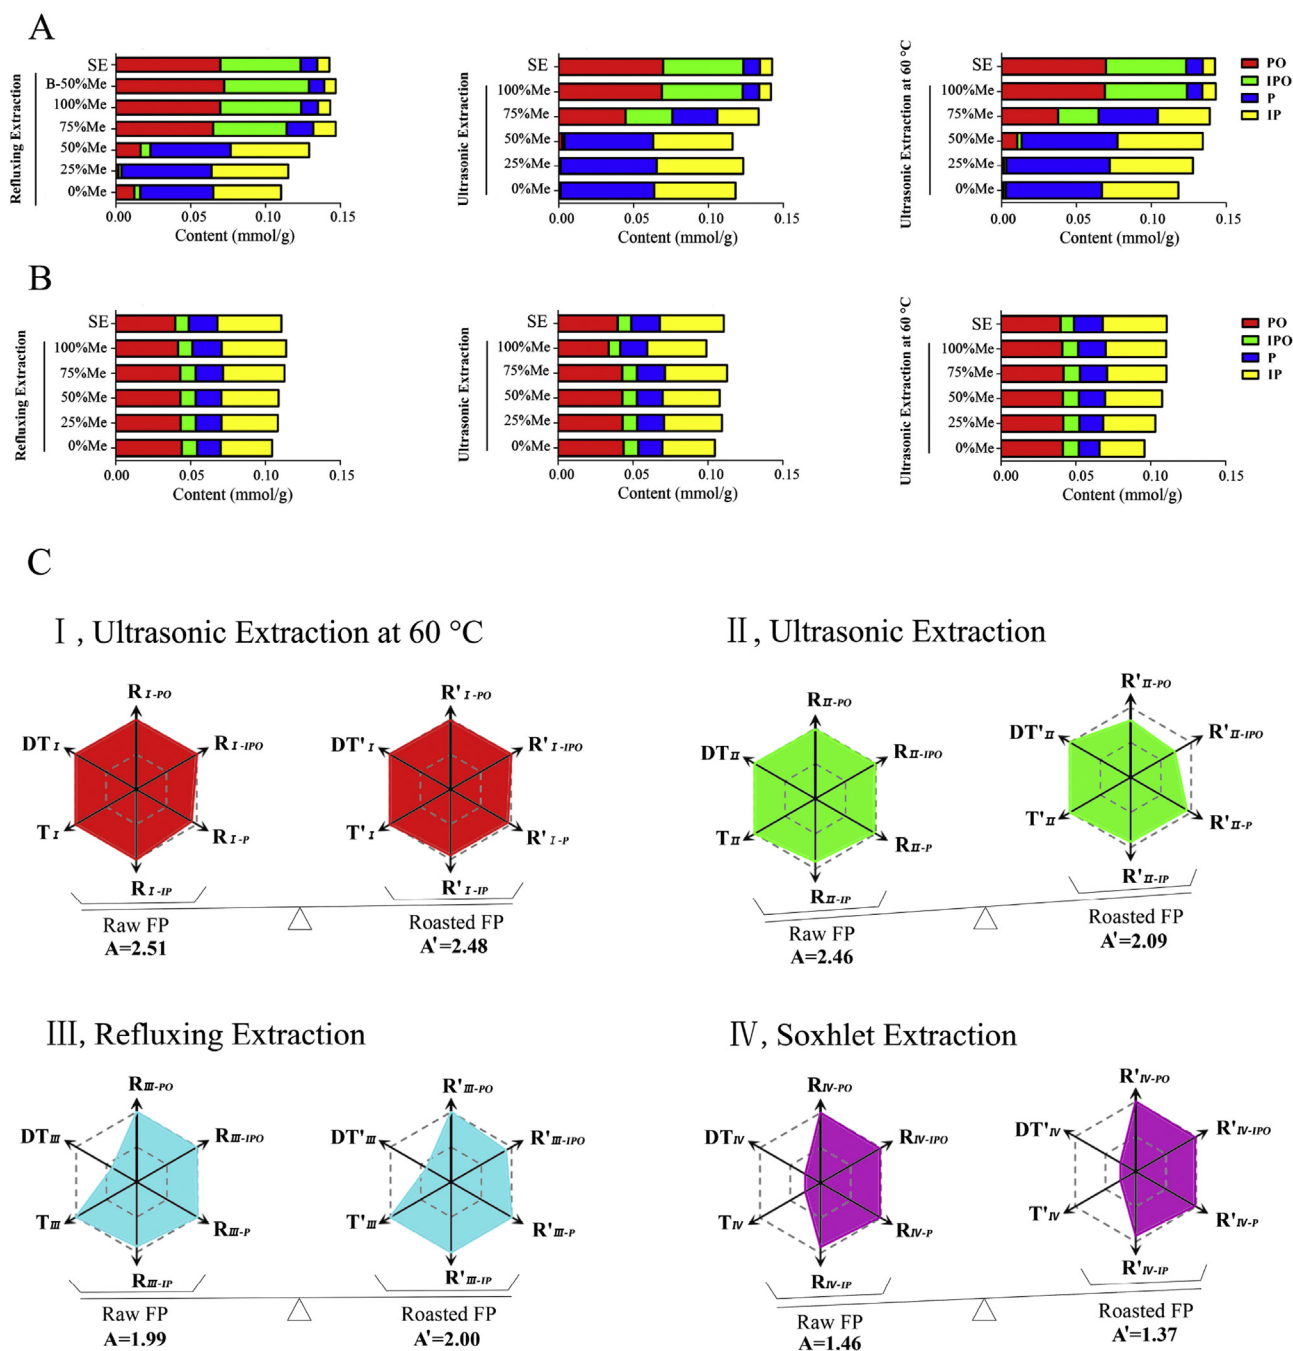 A
Refluxing Extraction
SE
B-50%Me
100%Me
75%Me
50%Me
25%Me
0%Me
0.00 0.05 0.10 0.15
Content (mmol/g)
Ultrasonic Extraction
SE
100%Me
75%Me
50%Me
25%Me
0%Me
0.00 0.05 0.10 0.15
Content (mmol/g)
Ultrasonic Extraction at 60 °C
SE
100%Me
75%Me
50%Me
25%Me
0%Me
0.00 0.05 0.10 0.15
Content (mmol/g)
PO
IPO
P
IP
B
Refluxing Extraction
SE
100%Me
75%Me
50%Me
25%Me
0%Me
0.00 0.05 0.10 0.15
Content (mmol/g)
Ultrasonic Extraction
SE
100%Me
75%Me
50%Me
25%Me
0%Me
0.00 0.05 0.10 0.15
Content (mmol/g)
Ultrasonic Extraction at 60 °C
SE
100%Me
75%Me
50%Me
25%Me
0%Me
0.00 0.05 0.10 0.15
Content (mmol/g)
PO
IPO
P
IP
C
Ⅰ, Ultrasonic Extraction at 60 °C
R I-PO
DT I
R I-IPO
T I
R I-P
R I-IP
Raw FP
A=2.51
R' I-PO
DT' I
R' I-IPO
T' I
R' I-P
R' I-IP
Roasted FP
A'=2.48
Ⅱ, Ultrasonic Extraction
R Ⅱ-PO
DT Ⅱ
R Ⅱ-IPO
T Ⅱ
R Ⅱ-P
R Ⅱ-IP
Raw FP
A=2.46
R' Ⅱ-PO
DT' Ⅱ
R' Ⅱ-IPO
T' Ⅱ
R' Ⅱ-P
R' Ⅱ-IP
Roasted FP
A'=2.09
Ⅲ, Refluxing Extraction
R Ⅲ-PO
DT Ⅲ
R Ⅲ-IPO
T Ⅲ
R Ⅲ-P
R Ⅲ-IP
Raw FP
A=1.99
R' Ⅲ-PO
DT' Ⅲ
R' Ⅲ-IPO
T' Ⅲ
R' Ⅲ-P
R' Ⅲ-IP
Roasted FP
A'=2.00
Ⅳ, Soxhlet Extraction
R Ⅳ-PO
DT Ⅳ
R Ⅳ-IPO
T Ⅳ
R Ⅳ-P
R Ⅳ-IP
Raw FP
A=1.46
R' Ⅳ-PO
DT' Ⅳ
R' Ⅳ-IPO
T' Ⅳ
R' Ⅳ-P
R' Ⅳ-IP
Roasted FP
A'=1.37